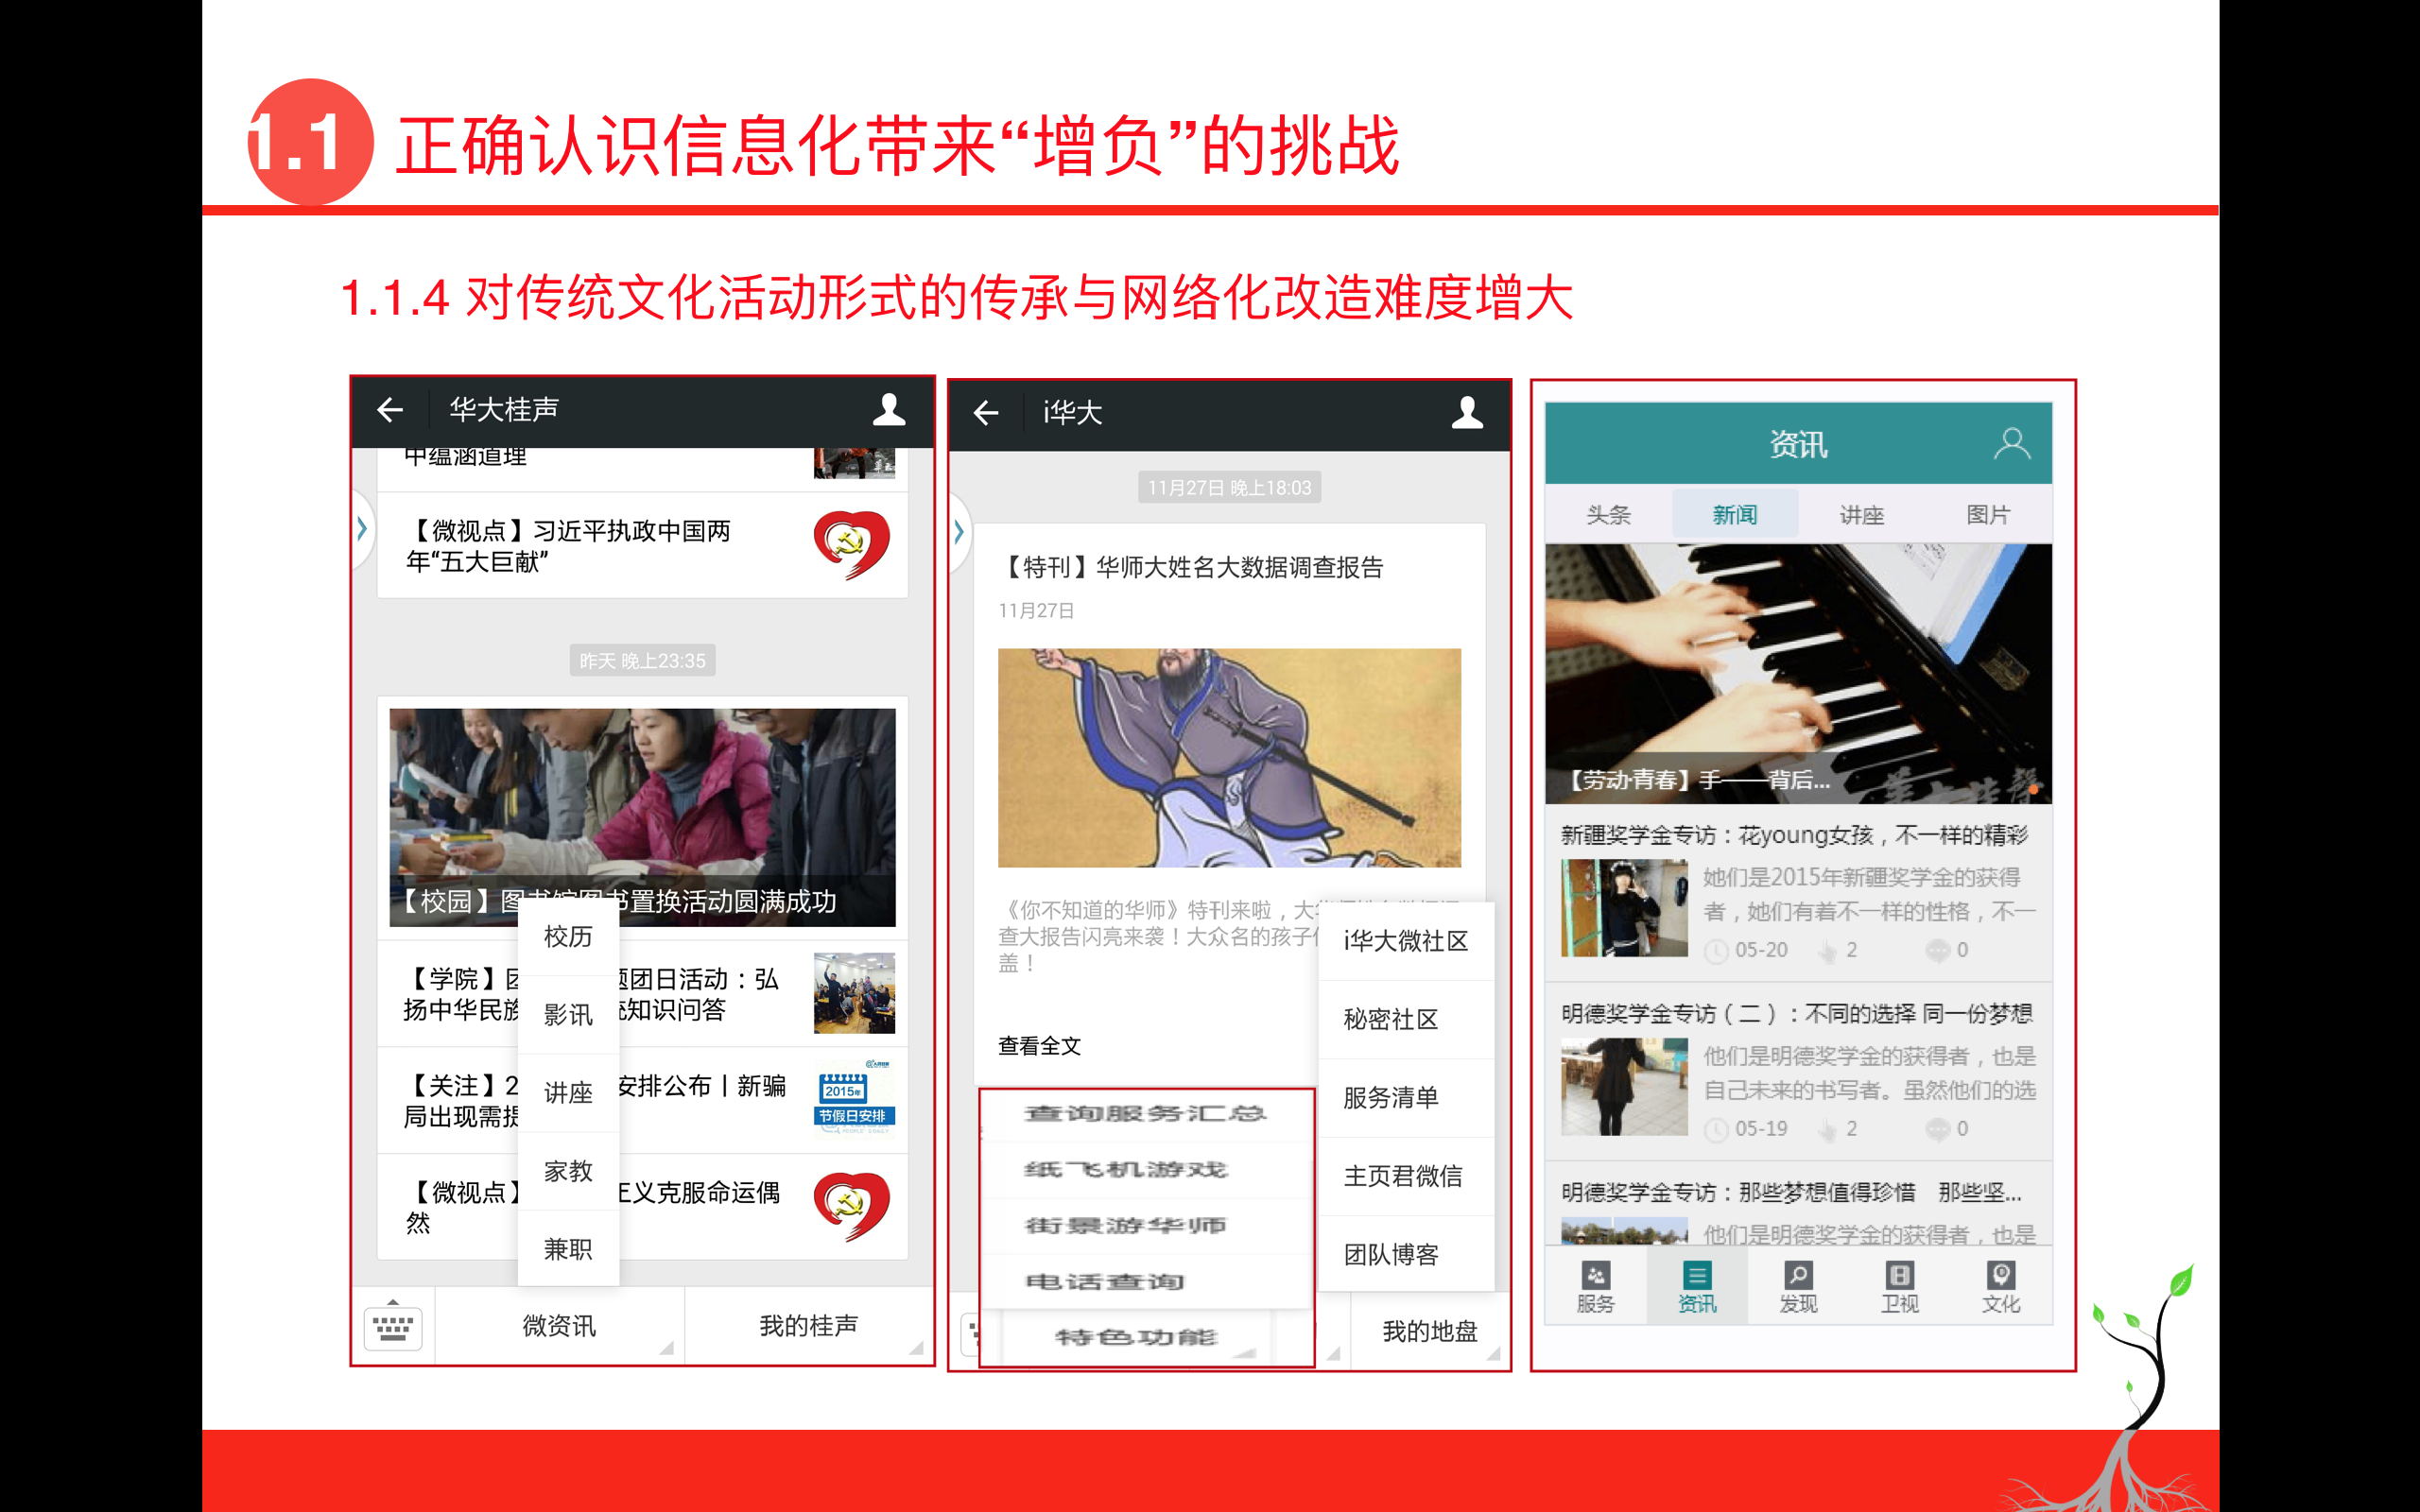 1.1 正确认识信息化带来“增负”的挑战
1.1.4 对传统文化活动形式的传承与网络化改造难度增大
华大桂声
中蕴涵道理
【微视点】习近平执政中国两
年“五大巨献”
昨天 晚上23:35
【校园】图书馆图书置换活动圆满成功
【学院】
题团日活动：弘
扬中华民族
知识问答
【关注】2
安排公布丨新骗
局出现需提
【微视点】
主义克服命运偶
然
校历
影讯
讲座
家教
兼职
微资讯
我的桂声
2015年
节假日安排
i华大
11月27日 晚上18:03
【特刊】华师大姓名大数据调查报告
11月27日
《你不知道的华师》特刊来啦，大
查大报告闪亮来袭！大众名的孩子
盖！
查看全文
i华大微社区
秘密社区
服务清单
主页君微信
团队博客
查询服务汇总
纸飞机游戏
街景游华师
电话查询
特色功能
我的地盘
资讯
头条 新闻 讲座 图片
【劳动·青春】手——背后...
新疆奖学金专访：花young女孩，不一样的精彩
她们是2015年新疆奖学金的获得
者，她们有着不一样的性格，不一
05-20 2 0
明德奖学金专访（二）：不同的选择 同一份梦想
他们是明德奖学金的获得者，也是
自己未来的书写者。虽然他们的选
05-19 2 0
明德奖学金专访：那些梦想值得珍惜 那些坚...
他们是明德奖学金的获得者，也是
服务 资讯 发现 卫视 文化